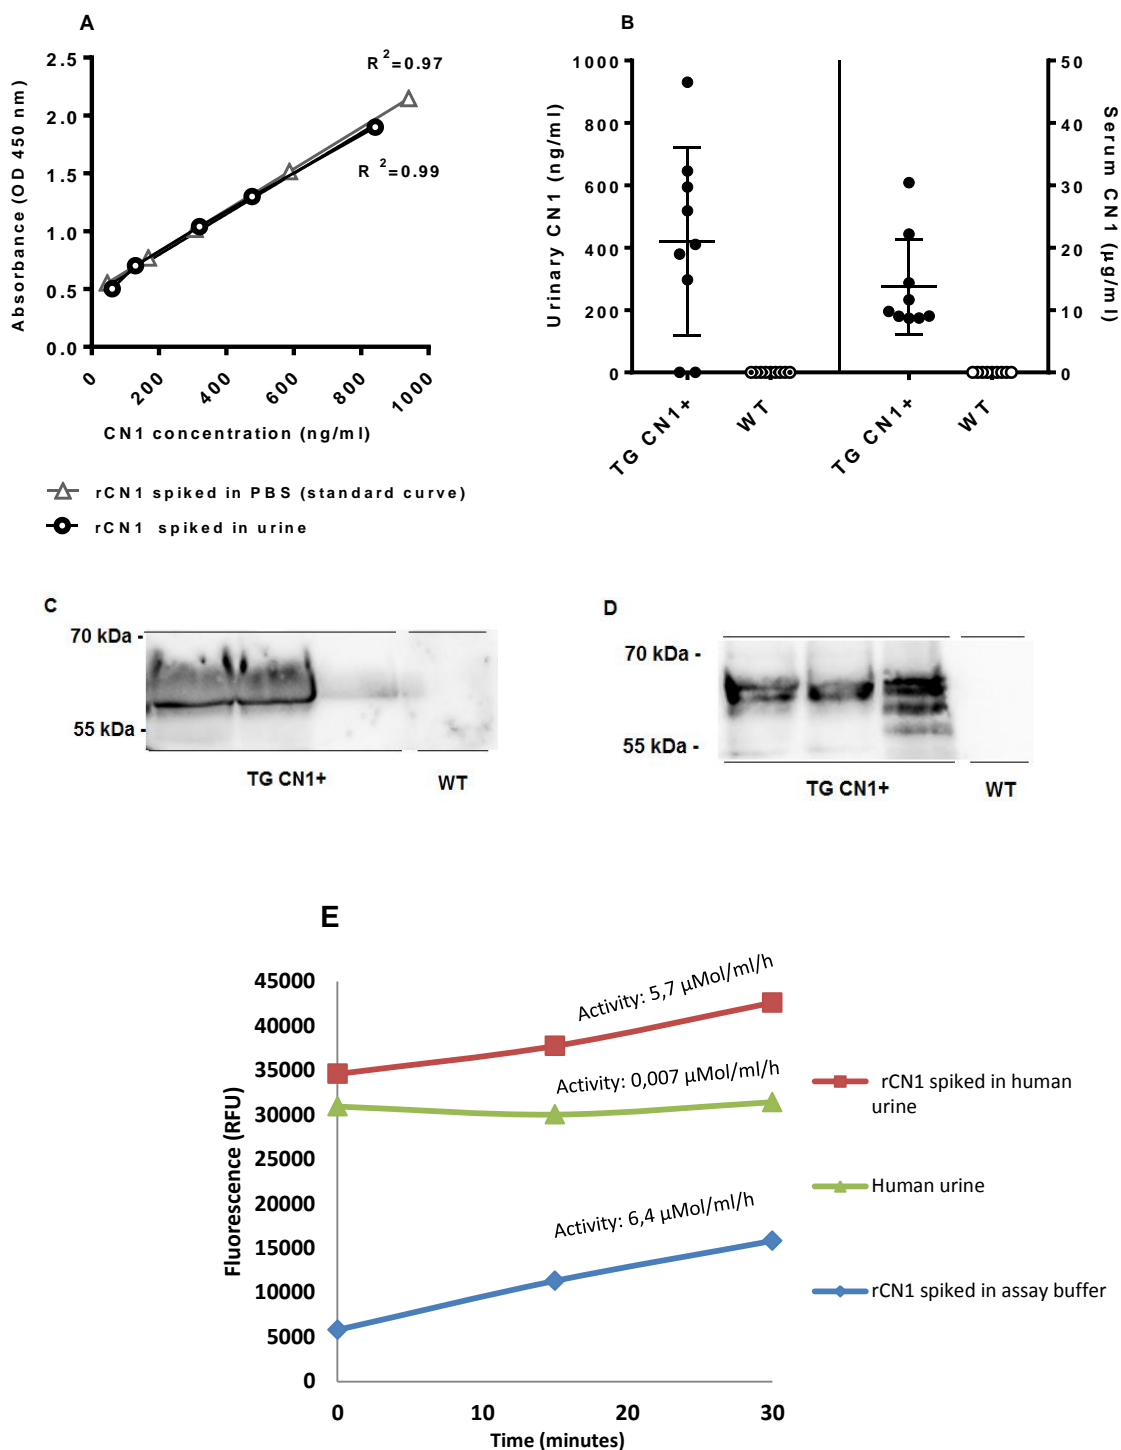 A
R²=0.97
R²=0.99
2.5
2.0
1.5
1.0
0.5
0.0
Absorbance (OD 450 nm)
0 200 400 600 800 1000
CN1 concentration (ng/ml)
rCN1 spiked in PBS (standard curve)
rCN1 spiked in urine
B
1000
800
600
400
200
0
Urinary CN1 (ng/ml)
50
40
30
20
10
0
Serum CN1 (µg/ml)
TG CN1+ WT TG CN1+ WT
C
70 kDa -
55 kDa -
TG CN1+ WT
D
70 kDa -
55 kDa -
TG CN1+ WT
E
45000
40000
35000
30000
25000
20000
15000
10000
5000
0
Fluorescence (RFU)
Activity: 5,7 µMol/ml/h
Activity: 0,007 µMol/ml/h
Activity: 6,4 µMol/ml/h
0 10 20 30
Time (minutes)
rCN1 spiked in human
urine
Human urine
rCN1 spiked in assay buffer